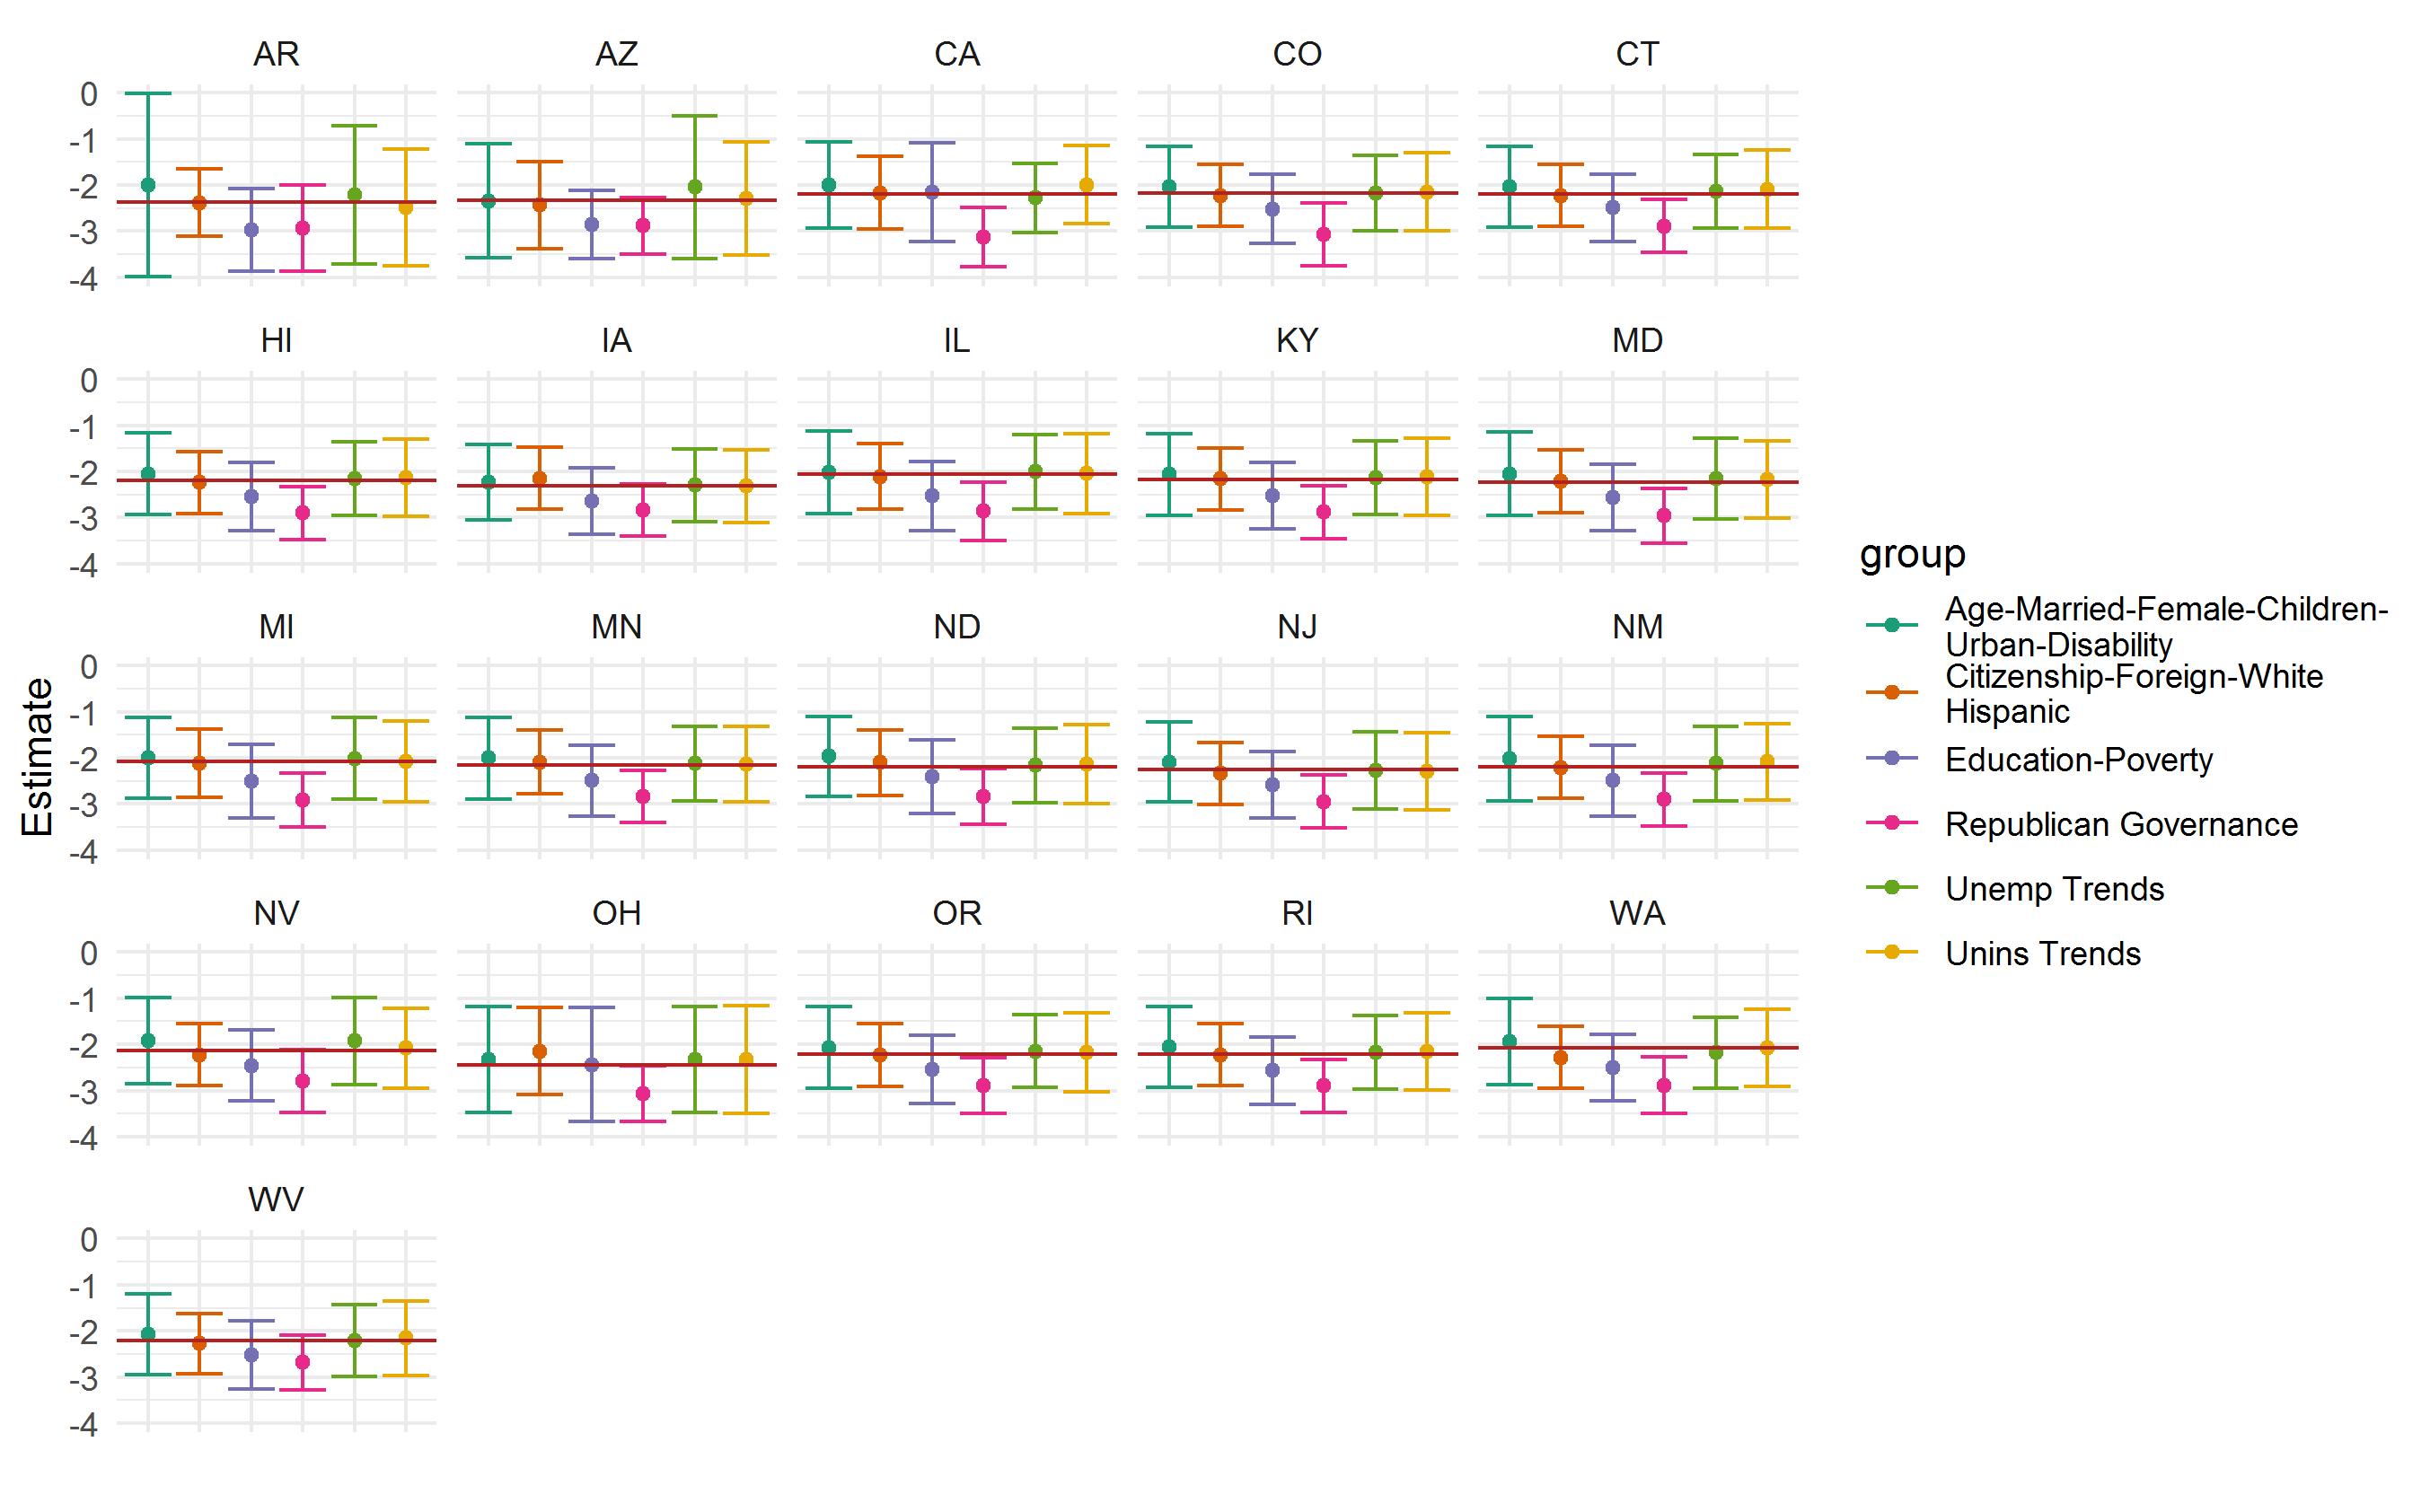 AR AZ CA CO CT
0
-1
-2
-3
-4
HI IA IL KY MD
0
-1
-2
-3
-4
MI MN ND NJ NM
0
-1
-2
-3
-4
NV OH OR RI WA
0
-1
-2
-3
-4
WV
0
-1
-2
-3
-4
Estimate
group
Age-Married-Female-Children-
Urban-Disability
Citizenship-Foreign-White
Hispanic
Education-Poverty
Republican Governance
Unemp Trends
Unins Trends